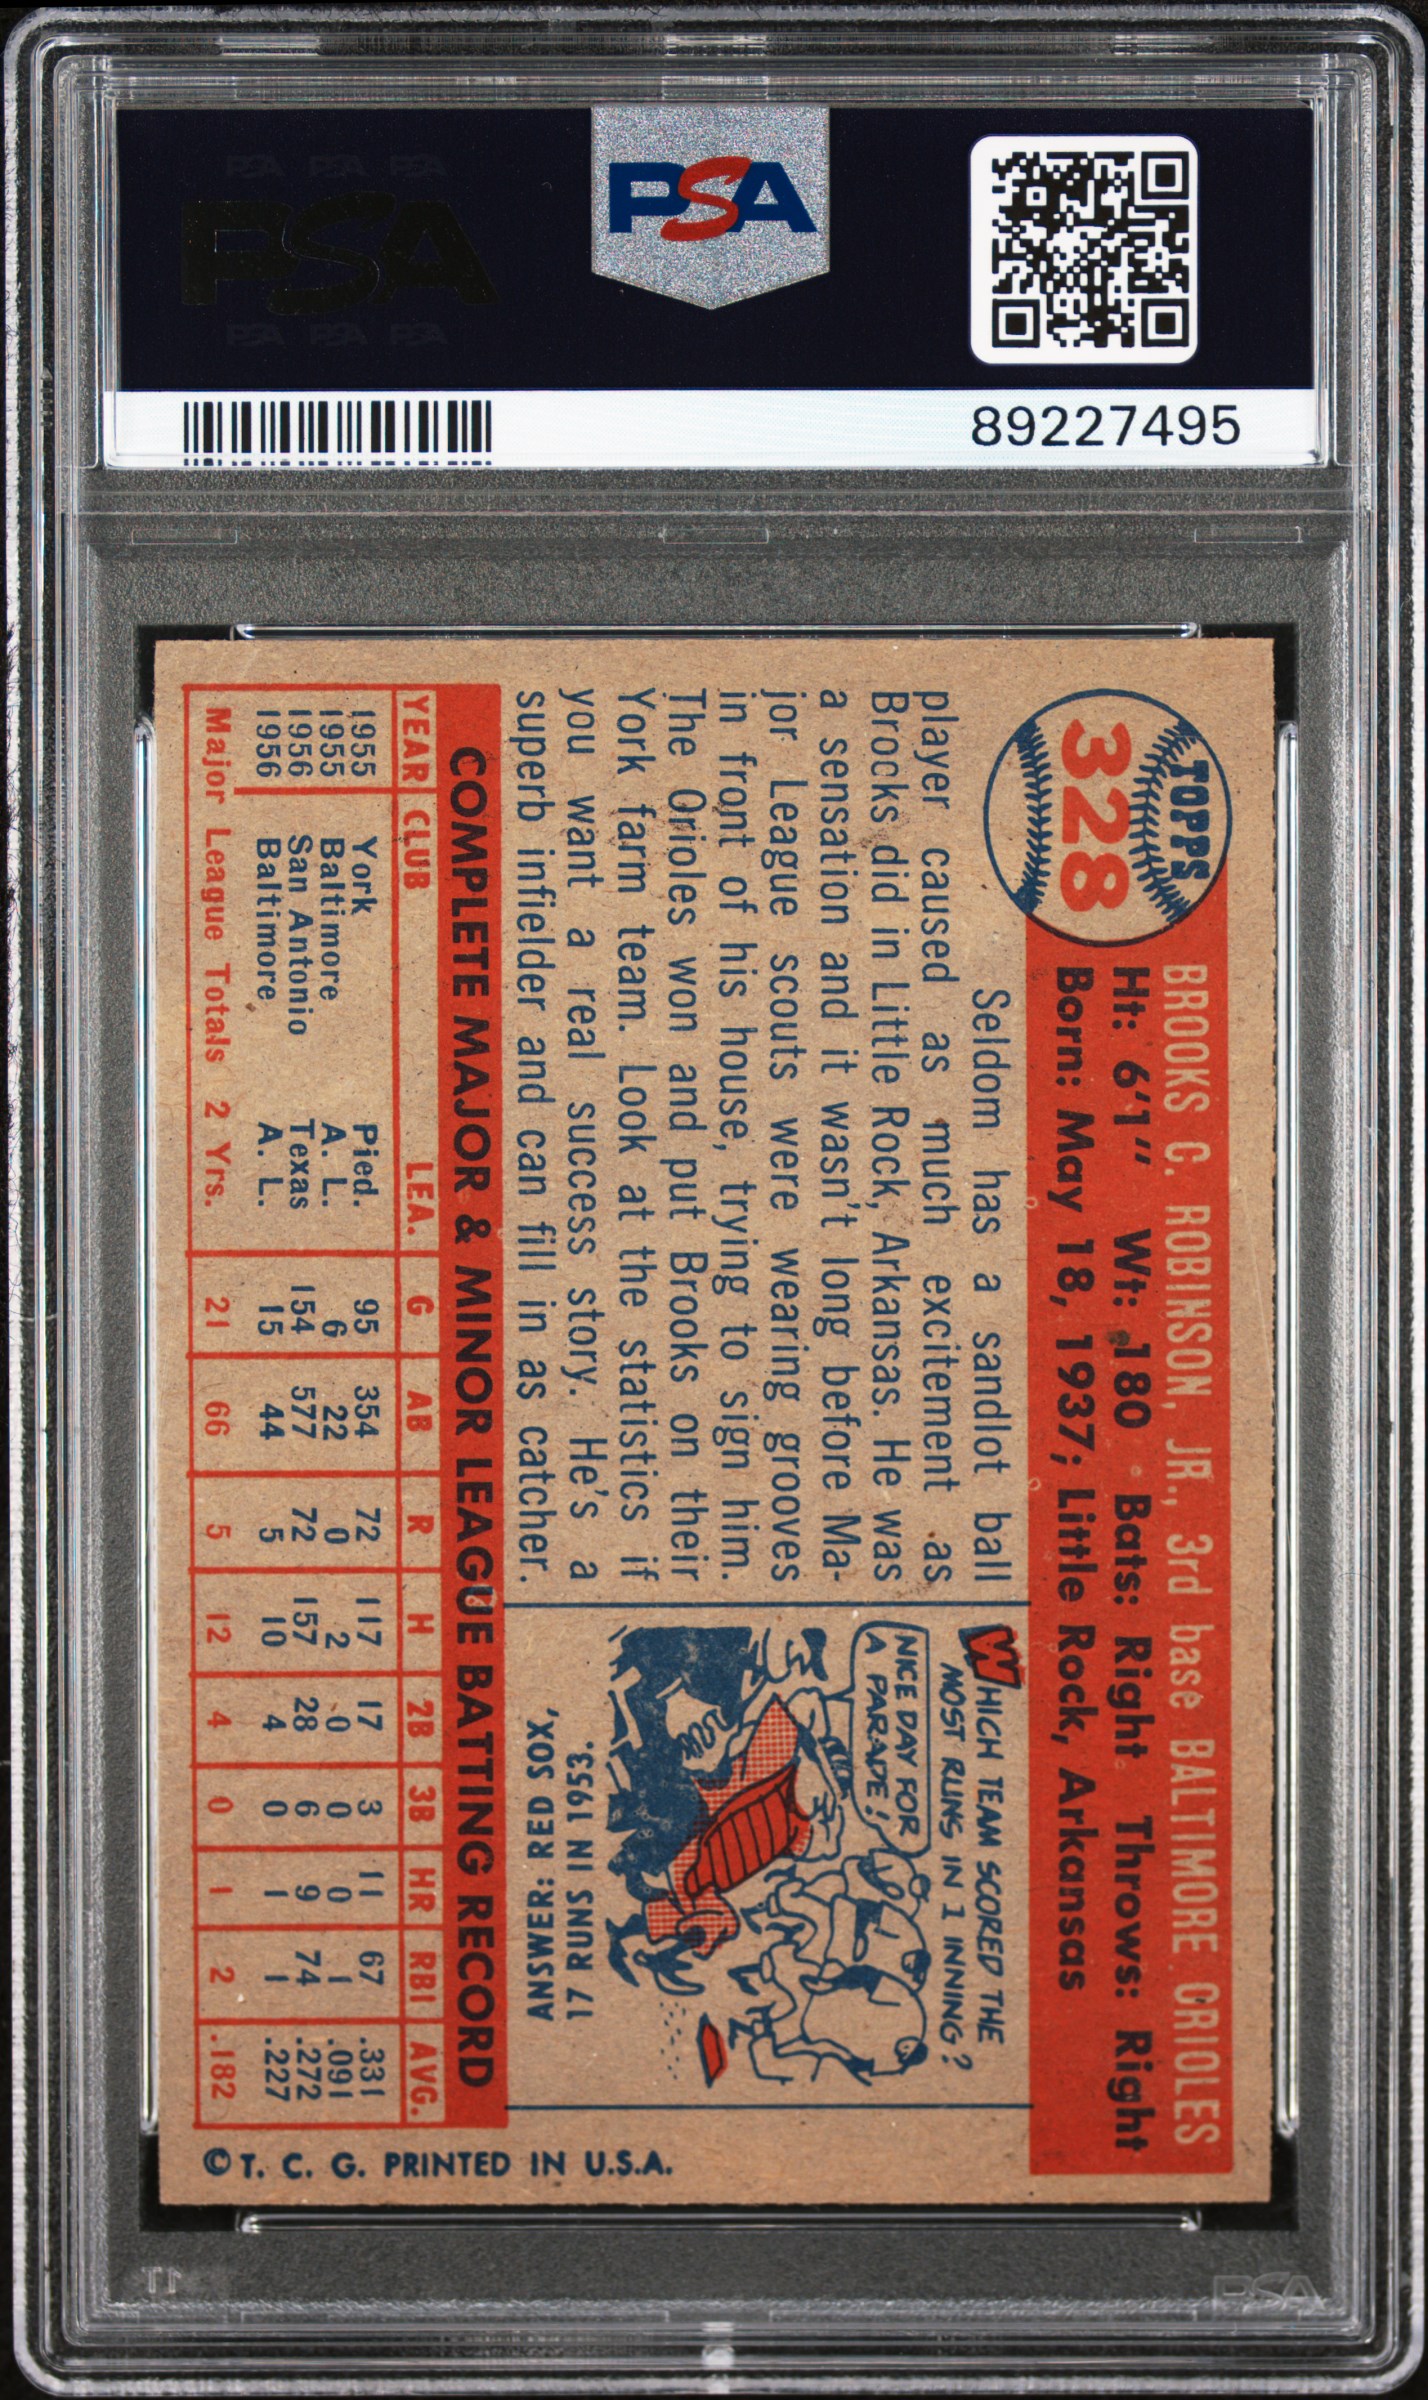 PSA PSA PSA
PSA
PSA PSA PSA
PSA
89227495
TOPPS
328
BROOKS C. ROBINSON, JR., 3rd base BALTIMORE ORIOLES
Ht: 6'1" Wt: 180 Bats: Right Throws: Right
Born: May 18, 1937; Little Rock, Arkansas
Seldom has a sandlot ball
player caused as much excitement as
Brocks did in Little Rock, Arkansas. He was
a sensation and it wasn't long before Ma-
jor League scouts were wearing grooves
in front of his house, trying to sign him.
The Orioles won and put Brooks on their
York farm team. Look at the statistics if
you want a real success story. He's a
superb infielder and can fill in as catcher.
WHICH TEAM SCORED THE
MOST RUNS IN 1 INNING?
NICE DAY FOR
A PARADE!
ANSWER: RED SOX,
17 RUNS IN 1953.
COMPLETE MAJOR & MINOR LEAGUE BATTING RECORD
YEAR CLUB LEA. G AB R H 2B 3B HR RBI AVG.
1955 York Pied. 95 354 72 117 17 3 11 67 .331
1955 Baltimore A. L. 6 22 0 2 0 0 0 1 .091
1956 San Antonio Texas 154 577 72 157 28 6 9 74 .272
1956 Baltimore A. L. 15 44 5 10 4 0 1 1 .227
Major League Totals 2 Yrs. 21 66 5 12 4 0 1 2 .182
© T. C. G. PRINTED IN U.S.A.
PSA